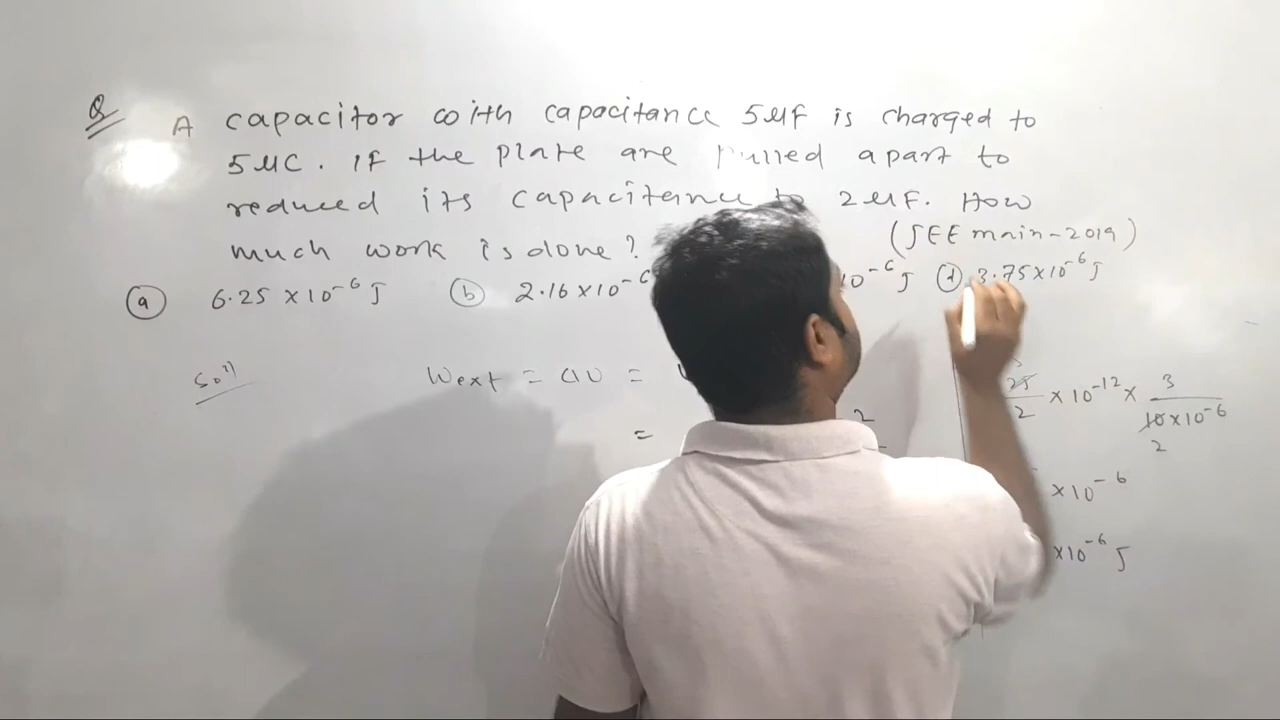 Q
A capacitor with capacitance 5μF is charged to
5μC. If the plate are pulled apart to
reduced its capacitance to 2μF. How
much work is done?
(JEE main-2019)
(a) 6.25 ×10⁻⁶ J (b) 2.16 ×10⁻⁶ 10⁻⁶ J (d) 3.75×10⁻⁶ J
Solⁿ
Wext = ΔU =
25/2 × 10⁻¹² × 3/10×10⁻⁶
2
=
2
×10⁻⁶
×10⁻⁶ J